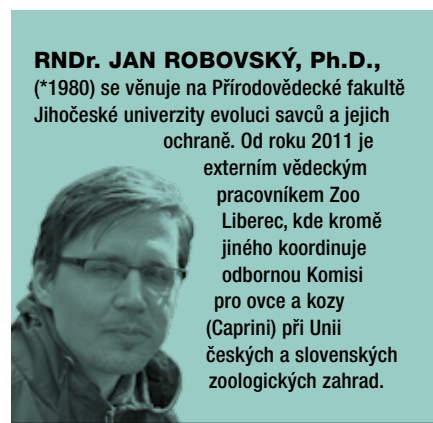 RNDr. JAN ROBOVSKÝ, Ph.D.,
(*1980) se věnuje na Přírodovědecké fakultě
Jihočeské univerzity evoluci savců a jejich
ochraně. Od roku 2011 je
externím vědeckým
pracovníkem Zoo
Liberec, kde kromě
jiného koordinuje
odbornou Komisi
pro ovce a kozy
(Caprini) při Unii
českých a slovenských
zoologických zahrad.